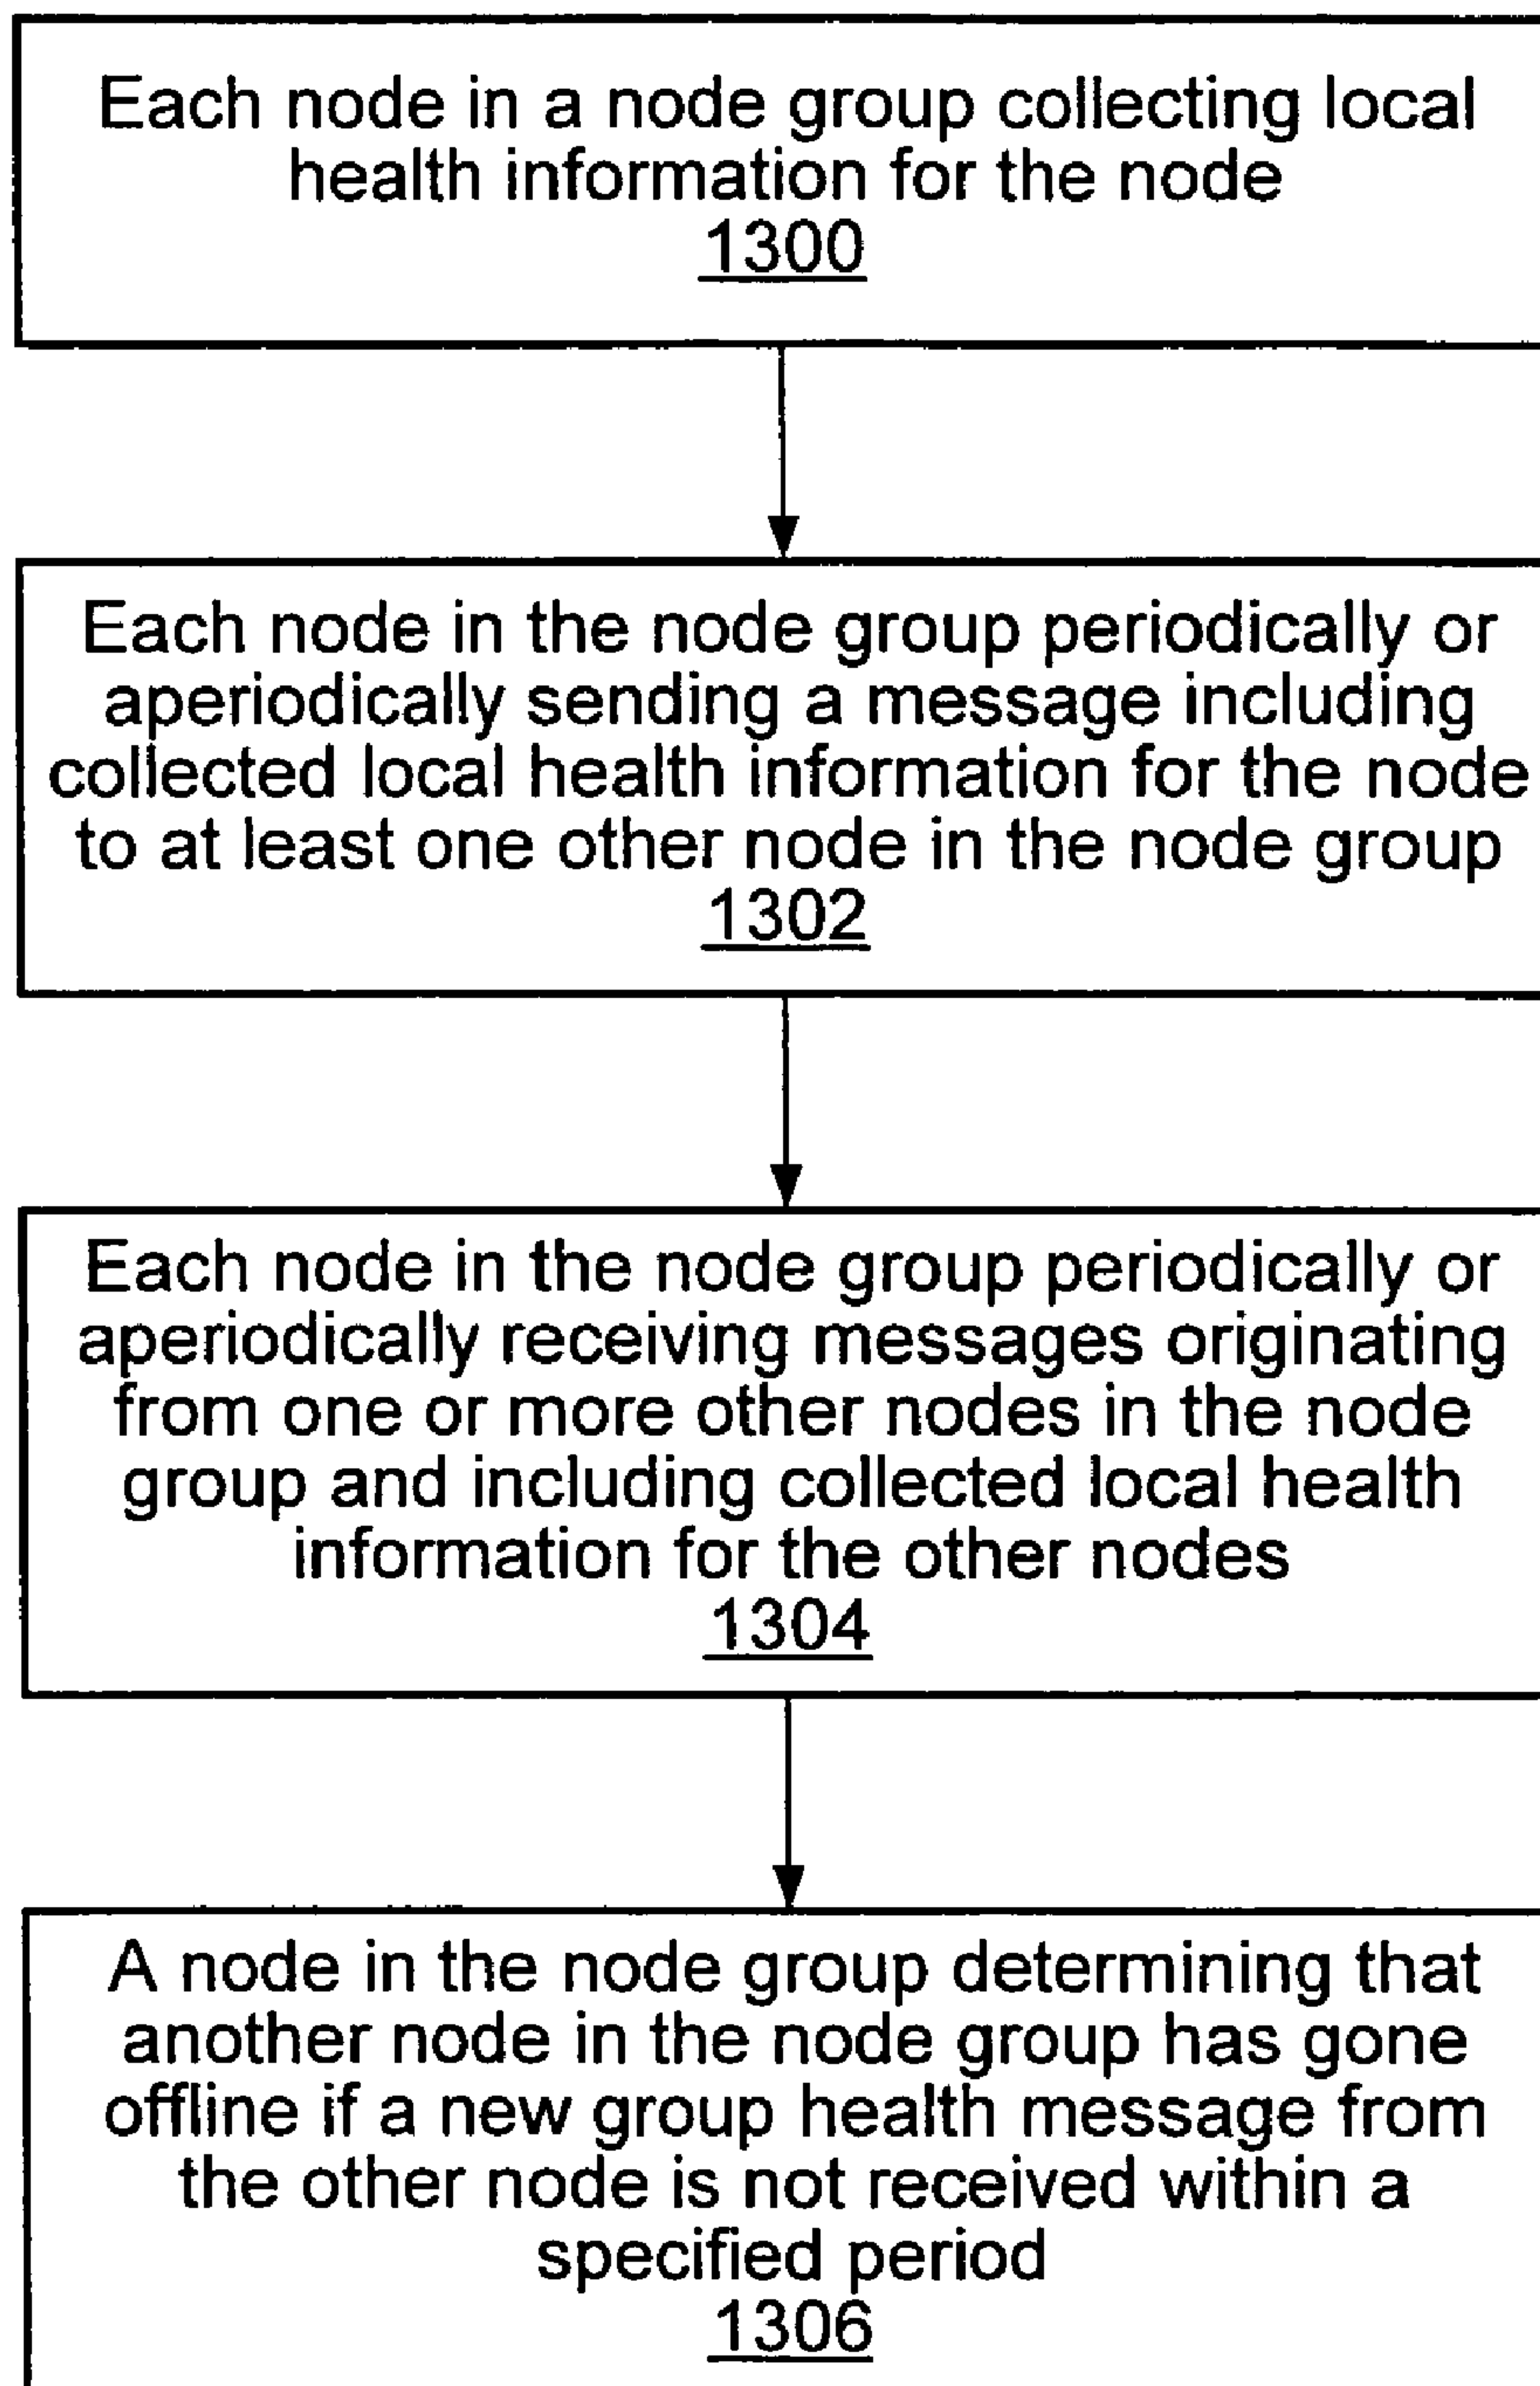 Each node in a node group collecting local
health information for the node
1300
Each node in the node group periodically or
aperiodically sending a message including
collected local health information for the node
to at least one other node in the node group
1302
Each node in the node group periodically or
aperiodically receiving messages originating
from one or more other nodes in the node
group and including collected local health
information for the other nodes
1304
A node in the node group determining that
another node in the node group has gone
offline if a new group health message from
the other node is not received within a
specified period
1306